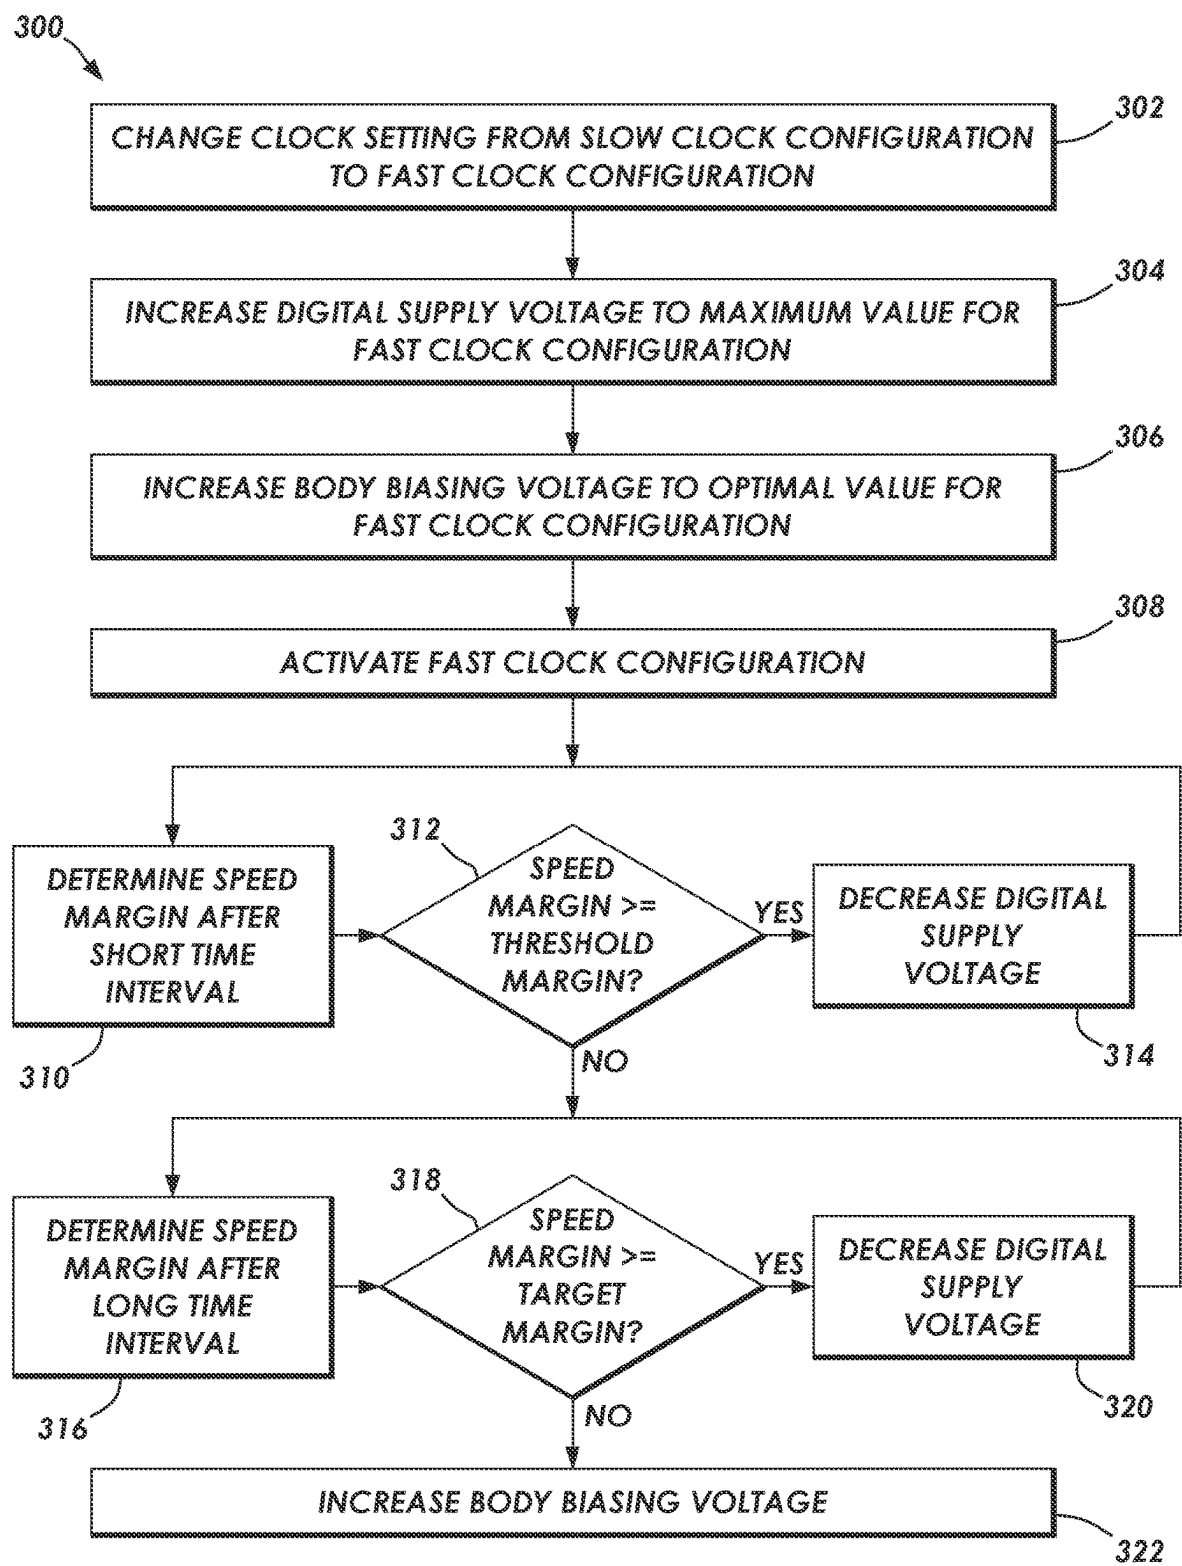 300
302
CHANGE CLOCK SETTING FROM SLOW CLOCK CONFIGURATION
TO FAST CLOCK CONFIGURATION
304
INCREASE DIGITAL SUPPLY VOLTAGE TO MAXIMUM VALUE FOR
FAST CLOCK CONFIGURATION
306
INCREASE BODY BIASING VOLTAGE TO OPTIMAL VALUE FOR
FAST CLOCK CONFIGURATION
308
ACTIVATE FAST CLOCK CONFIGURATION
DETERMINE SPEED
MARGIN AFTER
SHORT TIME
INTERVAL
310
312
SPEED
MARGIN >=
THRESHOLD
MARGIN?
YES
NO
DECREASE DIGITAL
SUPPLY
VOLTAGE
314
DETERMINE SPEED
MARGIN AFTER
LONG TIME
INTERVAL
316
318
SPEED
MARGIN >=
TARGET
MARGIN?
YES
NO
DECREASE DIGITAL
SUPPLY
VOLTAGE
320
INCREASE BODY BIASING VOLTAGE
322